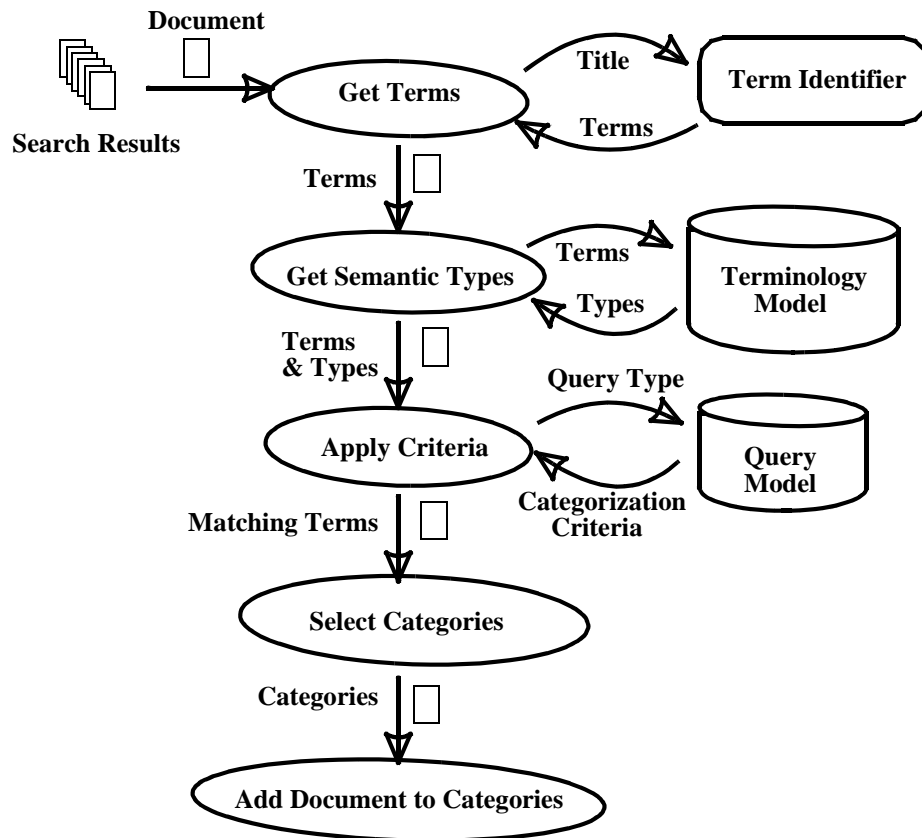 Document
Title
Get Terms
Term Identifier
Terms
Search Results
Terms
Terms
Get Semantic Types
Terminology
Model
Types
Terms
& Types
Query Type
Apply Criteria
Query
Model
Categorization
Criteria
Matching Terms
Select Categories
Categories
Add Document to Categories